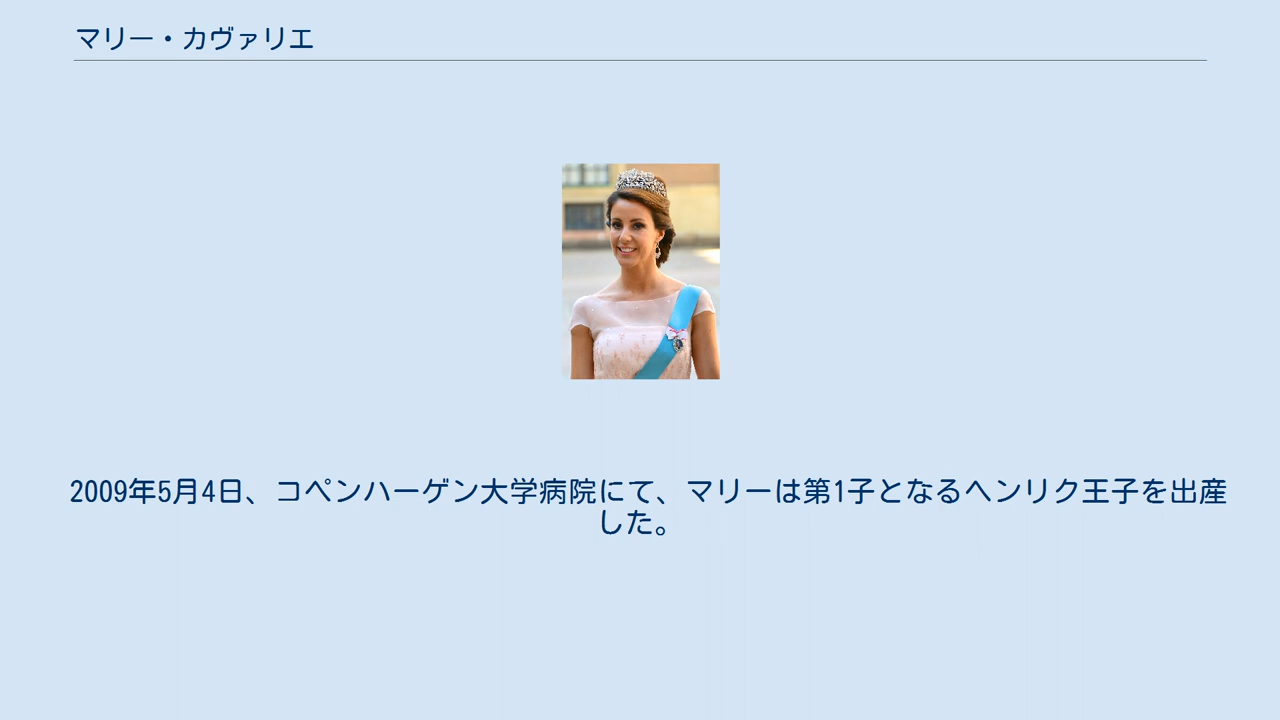 マリー・カヴァリエ
2009年5月4日、コペンハーゲン大学病院にて、マリーは第1子となるヘンリク王子を出産
した。